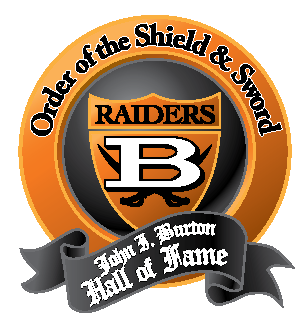 Order of the Shield & Sword
RAIDERS
B
John I. Burton
Hall of Fame